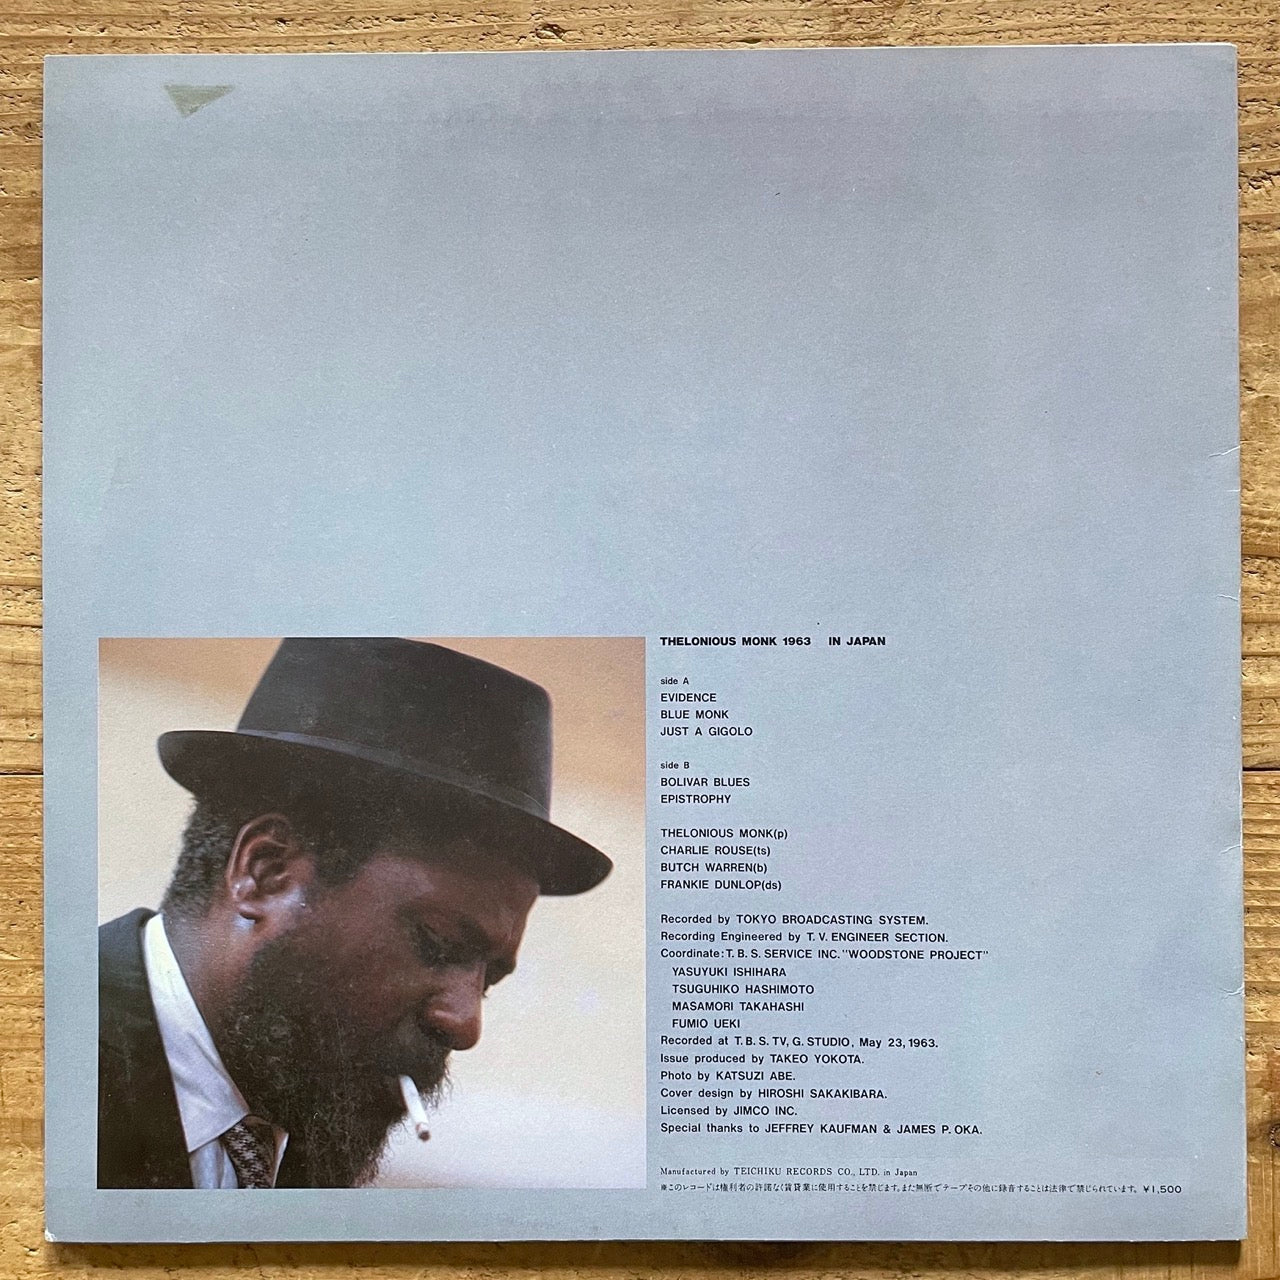 THELONIOUS MONK 1963 IN JAPAN
side A
EVIDENCE
BLUE MONK
JUST A GIGOLO
side B
BOLIVAR BLUES
EPISTROPHY
THELONIOUS MONK(p)
CHARLIE ROUSE(ts)
BUTCH WARREN(b)
FRANKIE DUNLOP(ds)
Recorded by TOKYO BROADCASTING SYSTEM.
Recording Engineered by T. V. ENGINEER SECTION.
Coordinate: T. B. S. SERVICE INC. "WOODSTONE PROJECT"
YASUYUKI ISHIHARA
TSUGUHIKO HASHIMOTO
MASAMORI TAKAHASHI
FUMIO UEKI
Recorded at T. B. S. TV, G. STUDIO, May 23, 1963.
Issue produced by TAKEO YOKOTA.
Photo by KATSUZI ABE.
Cover design by HIROSHI SAKAKIBARA.
Licensed by JIMCO INC.
Special thanks to JEFFREY KAUFMAN & JAMES P. OKA.
Manufactured by TEICHIKU RECORDS CO., LTD. in Japan
※このレコードは権利者の許諾なく賃貸業に使用することを禁じます。また無断でテープその他に録音することは法律で禁じられています。 ¥1,500